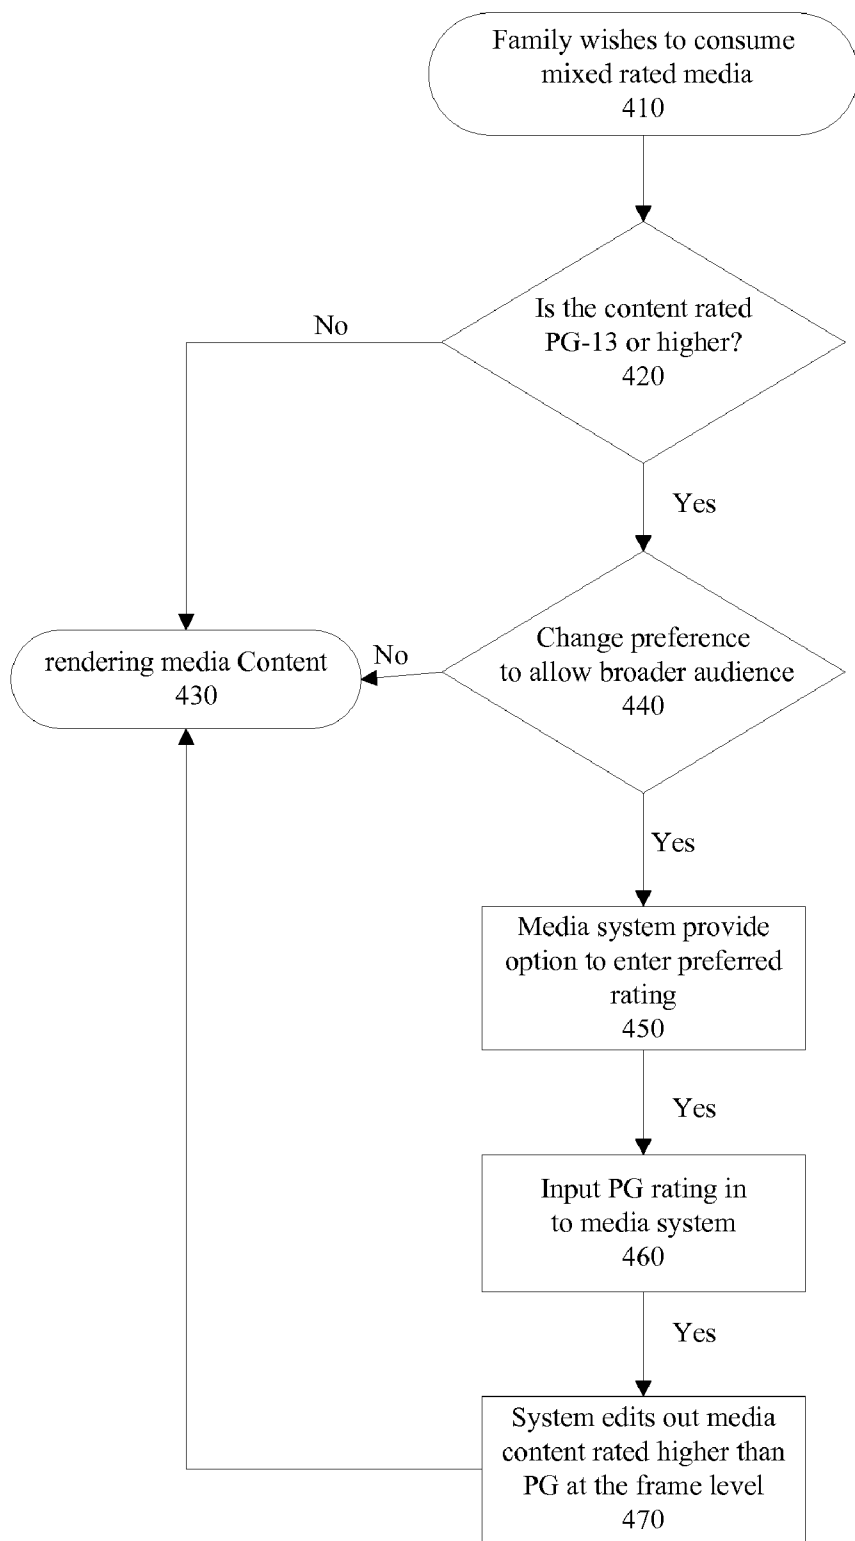 Family wishes to consume
mixed rated media
410
Is the content rated
PG-13 or higher?
420
No
Yes
rendering media Content
430
No
Change preference
to allow broader audience
440
Yes
Media system provide
option to enter preferred
rating
450
Yes
Input PG rating in
to media system
460
Yes
System edits out media
content rated higher than
PG at the frame level
470